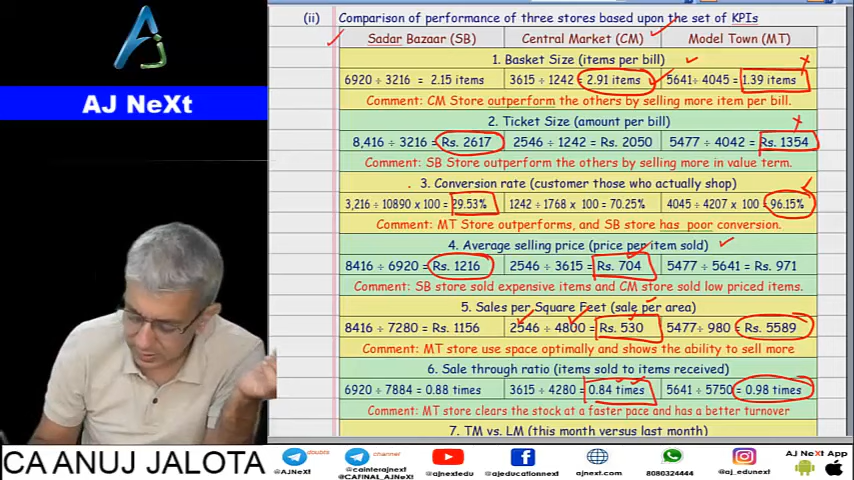 AJ NeXt
(ii) Comparison of performance of three stores based upon the set of KPIs
Sadar Bazaar (SB) Central Market (CM) Model Town (MT)
1. Basket Size (items per bill)
6920 ÷ 3216 = 2.15 items 3615 ÷ 1242 = 2.91 items 5641÷ 4045 = 1.39 items
Comment: CM Store outperform the others by selling more item per bill.
2. Ticket Size (amount per bill)
8,416 ÷ 3216 = Rs. 2617 2546 ÷ 1242 = Rs. 2050 5477 ÷ 4042 = Rs. 1354
Comment: SB Store outperform the others by selling more in value term.
. 3. Conversion rate (customer those who actually shop)
3,216 ÷ 10890 x 100 = 29.53% 1242 ÷ 1768 x 100 = 70.25% 4045 ÷ 4207 x 100 = 96.15%
Comment: MT Store outperforms, and SB store has poor conversion.
4. Average selling price (price per item sold)
8416 ÷ 6920 = Rs. 1216 2546 ÷ 3615 = Rs. 704 5477 ÷ 5641 = Rs. 971
Comment: SB store sold expensive items and CM store sold low priced items.
5. Sales per Square Feet (sale per area)
8416 ÷ 7280 = Rs. 1156 2546 ÷ 4800 = Rs. 530 5477÷ 980 = Rs. 5589
Comment: MT store use space optimally and shows the ability to sell more
6. Sale through ratio (items sold to items received)
6920 ÷ 7884 = 0.88 times 3615 ÷ 4280 = 0.84 times 5641 ÷ 5750 = 0.98 times
Comment: MT store clears the stock at a faster pace and has a better turnover
7. TM vs. LM (this month versus last month)
CA ANUJ JALOTA
doubts
@AJNeXt
channel
@cainterajnext
@CAFINAL_AJNeXt
@ajnextedu
@ajeducationnext
ajnext.com
8080324444
@aj_edunext
AJ NeXt App